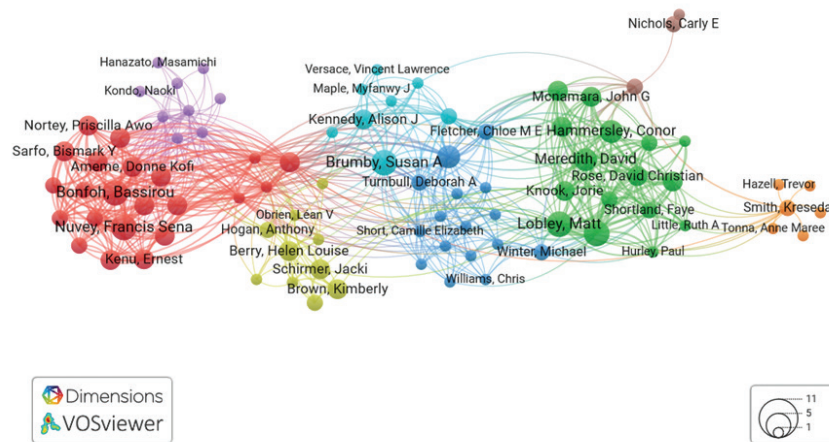 Nichols, Carly E
Hanazato, Masamichi
Versace, Vincent Lawrence
Kondo, Naoki
Maple, Myfanwy J
Mcnamara, John G
Nortey, Priscilla Awo
Kennedy, Alison J
Fletcher, Chloe M E
Hammersley, Conor
Sarfo, Bismark Y
Ameme, Donne Kofi
Brumby, Susan A
Meredith, David
Bonfoh, Bassirou
Turnbull, Deborah A
Rose, David Christian
Knook, Jorie
Hazell, Trevor
Smith, Kreseda
Obrien, Lean V
Shortland, Faye
Nuvey, Francis Sena
Hogan, Anthony
Short, Camille Elizabeth
Lobley, Matt
Little, Ruth A
Tonna, Anne Maree
Berry, Helen Louise
Winter, Michael
Hurley, Paul
Kenu, Ernest
Schirmer, Jacki
Williams, Chris
Brown, Kimberly
Dimensions
VOSviewer
11
5
1